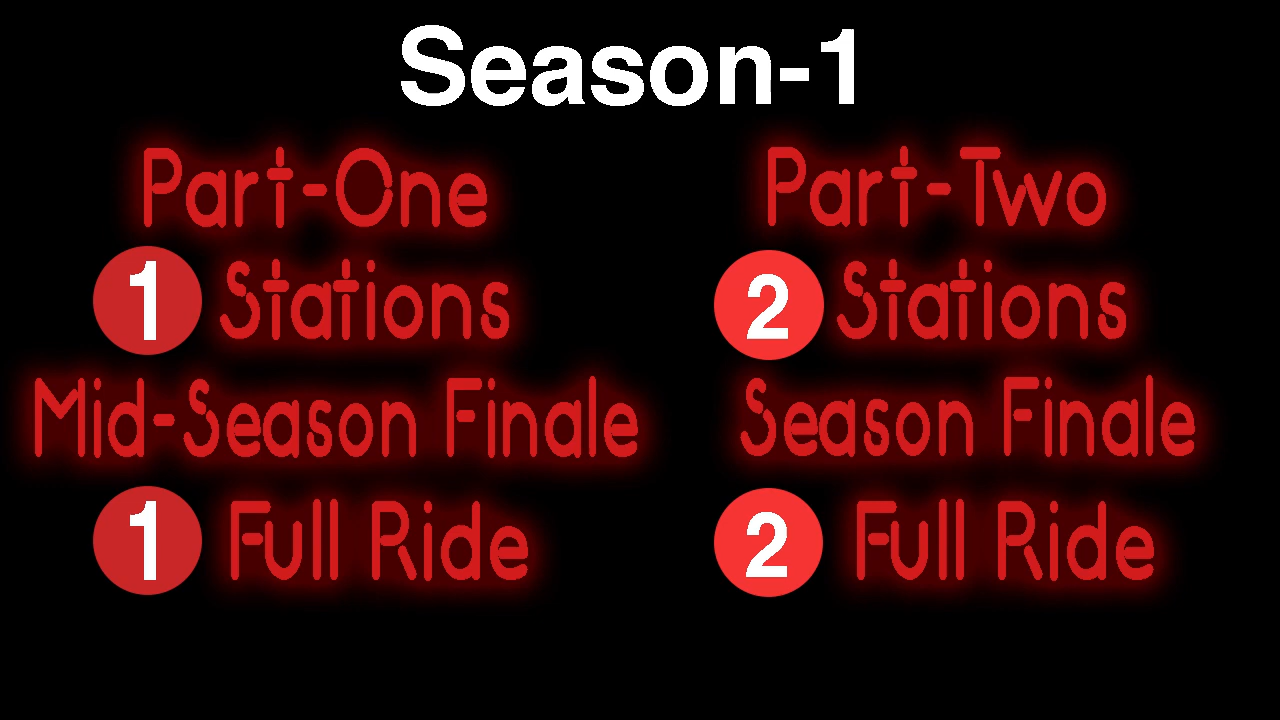 Season-1
Part-One
1 Stations
Mid-Season Finale
1 Full Ride
Part-Two
2 Stations
Season Finale
2 Full Ride